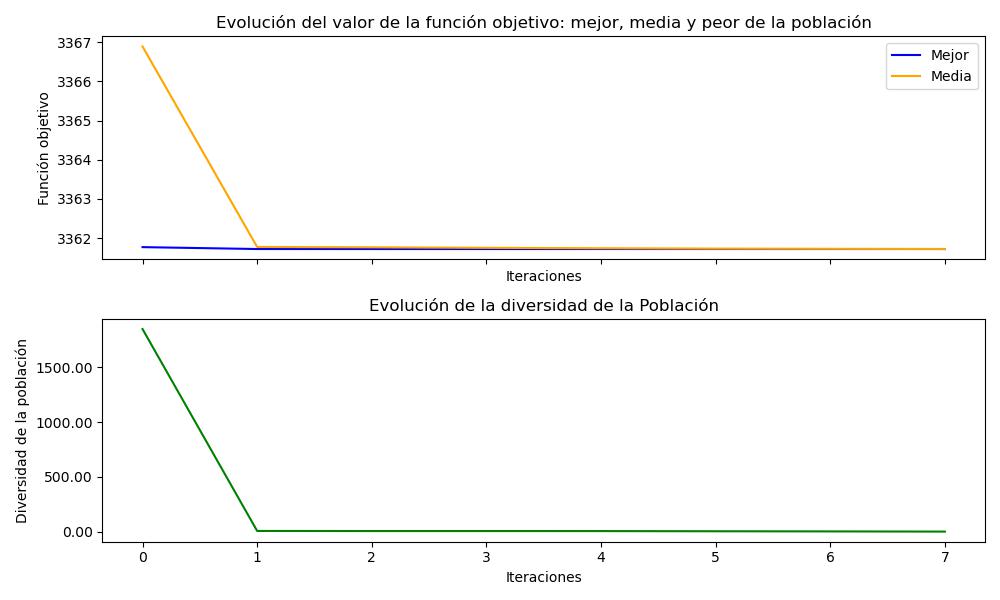 Evolución del valor de la función objetivo: mejor, media y peor de la población
Función objetivo
3367
3366
3365
3364
3363
3362
Mejor
Media
Iteraciones
Evolución de la diversidad de la Población
Diversidad de la población
1500.00
1000.00
500.00
0.00
0 1 2 3 4 5 6 7
Iteraciones